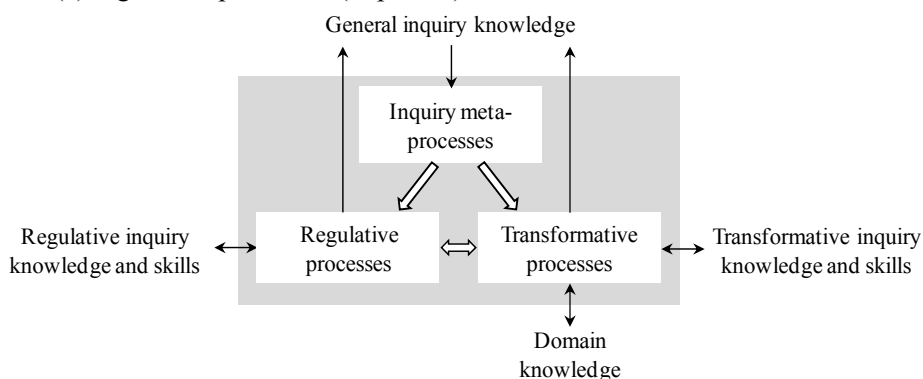 General inquiry knowledge
Inquiry meta-
processes
Regulative inquiry
knowledge and skills
Regulative
processes
Transformative
processes
Transformative inquiry
knowledge and skills
Domain
knowledge